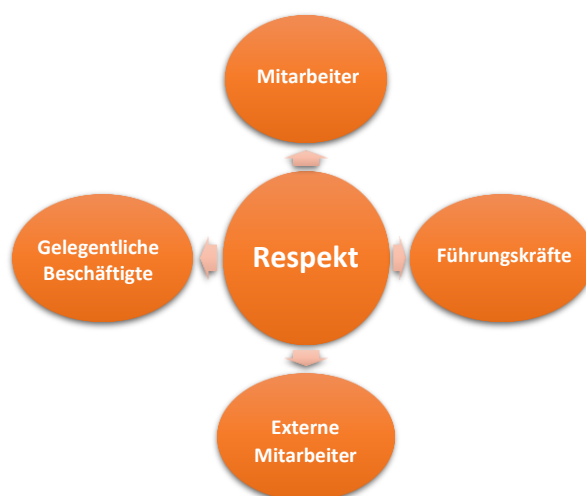 Mitarbeiter
Gelegentliche
Beschäftigte
Respekt
Führungskräfte
Externe
Mitarbeiter